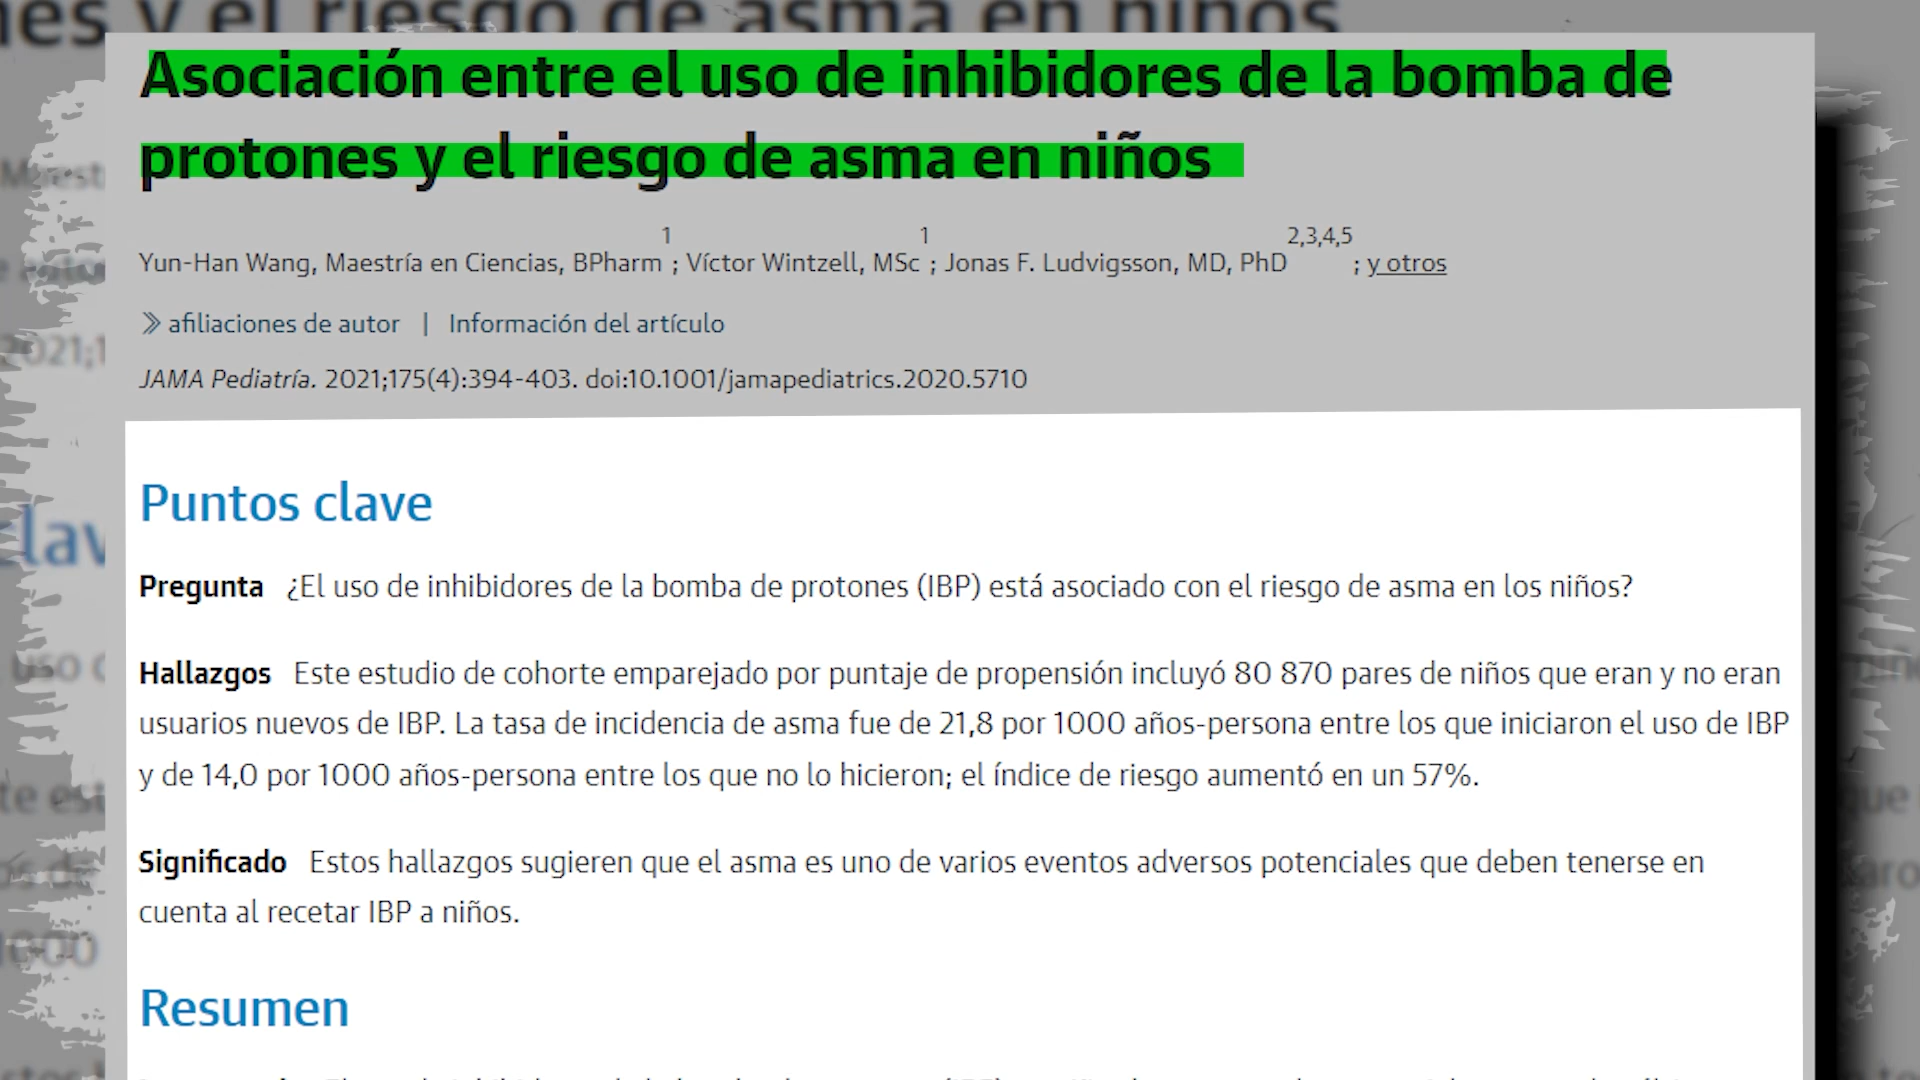 y el riesgo de asma en niños
Asociación entre el uso de inhibidores de la bomba de
protones y el riesgo de asma en niños
Yun-Han Wang, Maestría en Ciencias, BPharm 1 ; Víctor Wintzell, MSc 1 ; Jonas F. Ludvigsson, MD, PhD 2,3,4,5 ; y otros
afiliaciones de autor | Información del artículo
JAMA Pediatría. 2021;175(4):394-403. doi:10.1001/jamapediatrics.2020.5710
Puntos clave
Pregunta ¿El uso de inhibidores de la bomba de protones (IBP) está asociado con el riesgo de asma en los niños?
Hallazgos Este estudio de cohorte emparejado por puntaje de propensión incluyó 80 870 pares de niños que eran y no eran
usuarios nuevos de IBP. La tasa de incidencia de asma fue de 21,8 por 1000 años-persona entre los que iniciaron el uso de IBP
y de 14,0 por 1000 años-persona entre los que no lo hicieron; el índice de riesgo aumentó en un 57%.
Significado Estos hallazgos sugieren que el asma es uno de varios eventos adversos potenciales que deben tenerse en
cuenta al recetar IBP a niños.
Resumen